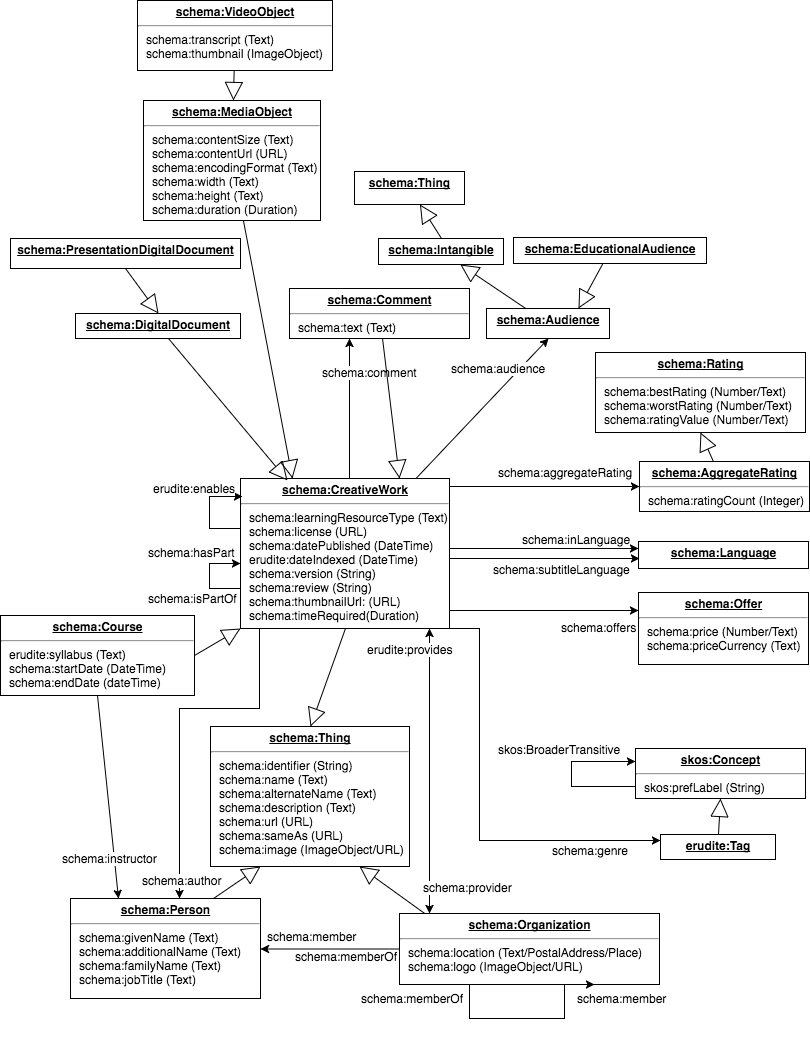 schema:VideoObject
schema:transcript (Text)
schema:thumbnail (ImageObject)
schema:MediaObject
schema:contentSize (Text)
schema:contentUrl (URL)
schema:encodingFormat (Text)
schema:width (Text)
schema:height (Text)
schema:duration (Duration)
schema:Thing
schema:PresentationDigitalDocument
schema:Intangible
schema:EducationalAudience
schema:DigitalDocument
schema:Comment
schema:text (Text)
schema:Audience
schema:comment
schema:audience
schema:Rating
schema:bestRating (Number/Text)
schema:worstRating (Number/Text)
schema:ratingValue (Number/Text)
schema:aggregateRating
schema:AggregateRating
schema:ratingCount (Integer)
erudite:enables
schema:hasPart
schema:isPartOf
schema:CreativeWork
schema:learningResourceType (Text)
schema:license (URL)
schema:datePublished (DateTime)
erudite:dateIndexed (DateTime)
schema:version (String)
schema:review (String)
schema:thumbnailUrl: (URL)
schema:timeRequired(Duration)
schema:inLanguage
schema:subtitleLanguage
schema:Language
schema:offers
schema:Offer
schema:price (Number/Text)
schema:priceCurrency (Text)
schema:Course
erudite:syllabus (Text)
schema:startDate (DateTime)
schema:endDate (dateTime)
erudite:provides
schema:Thing
schema:identifier (String)
schema:name (Text)
schema:alternateName (Text)
schema:description (Text)
schema:url (URL)
schema:sameAs (URL)
schema:image (ImageObject/URL)
skos:BroaderTransitive
skos:Concept
skos:prefLabel (String)
schema:genre
erudite:Tag
schema:instructor
schema:author
schema:provider
schema:Person
schema:givenName (Text)
schema:additionalName (Text)
schema:familyName (Text)
schema:jobTitle (Text)
schema:member
schema:memberOf
schema:Organization
schema:location (Text/PostalAddress/Place)
schema:logo (ImageObject/URL)
schema:memberOf
schema:member